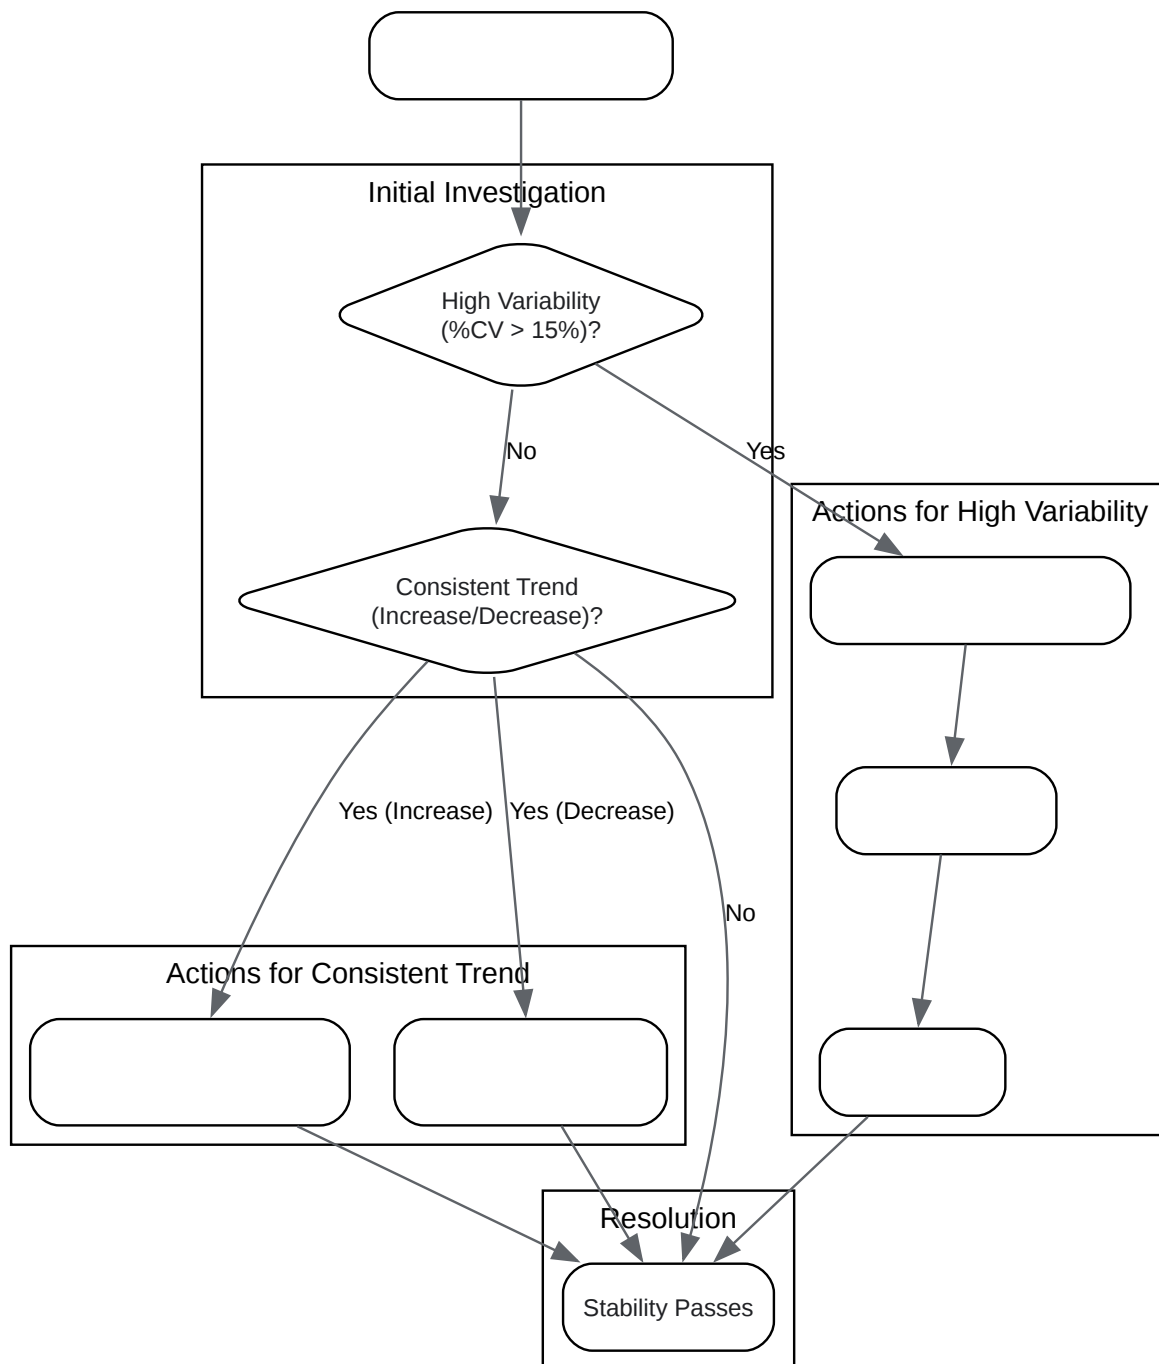 Initial Investigation
High Variability
(%CV > 15%)?
No
Yes
Actions for High Variability
Consistent Trend
(Increase/Decrease)?
Yes (Increase)
Yes (Decrease)
No
Actions for Consistent Trend
Resolution
Stability Passes